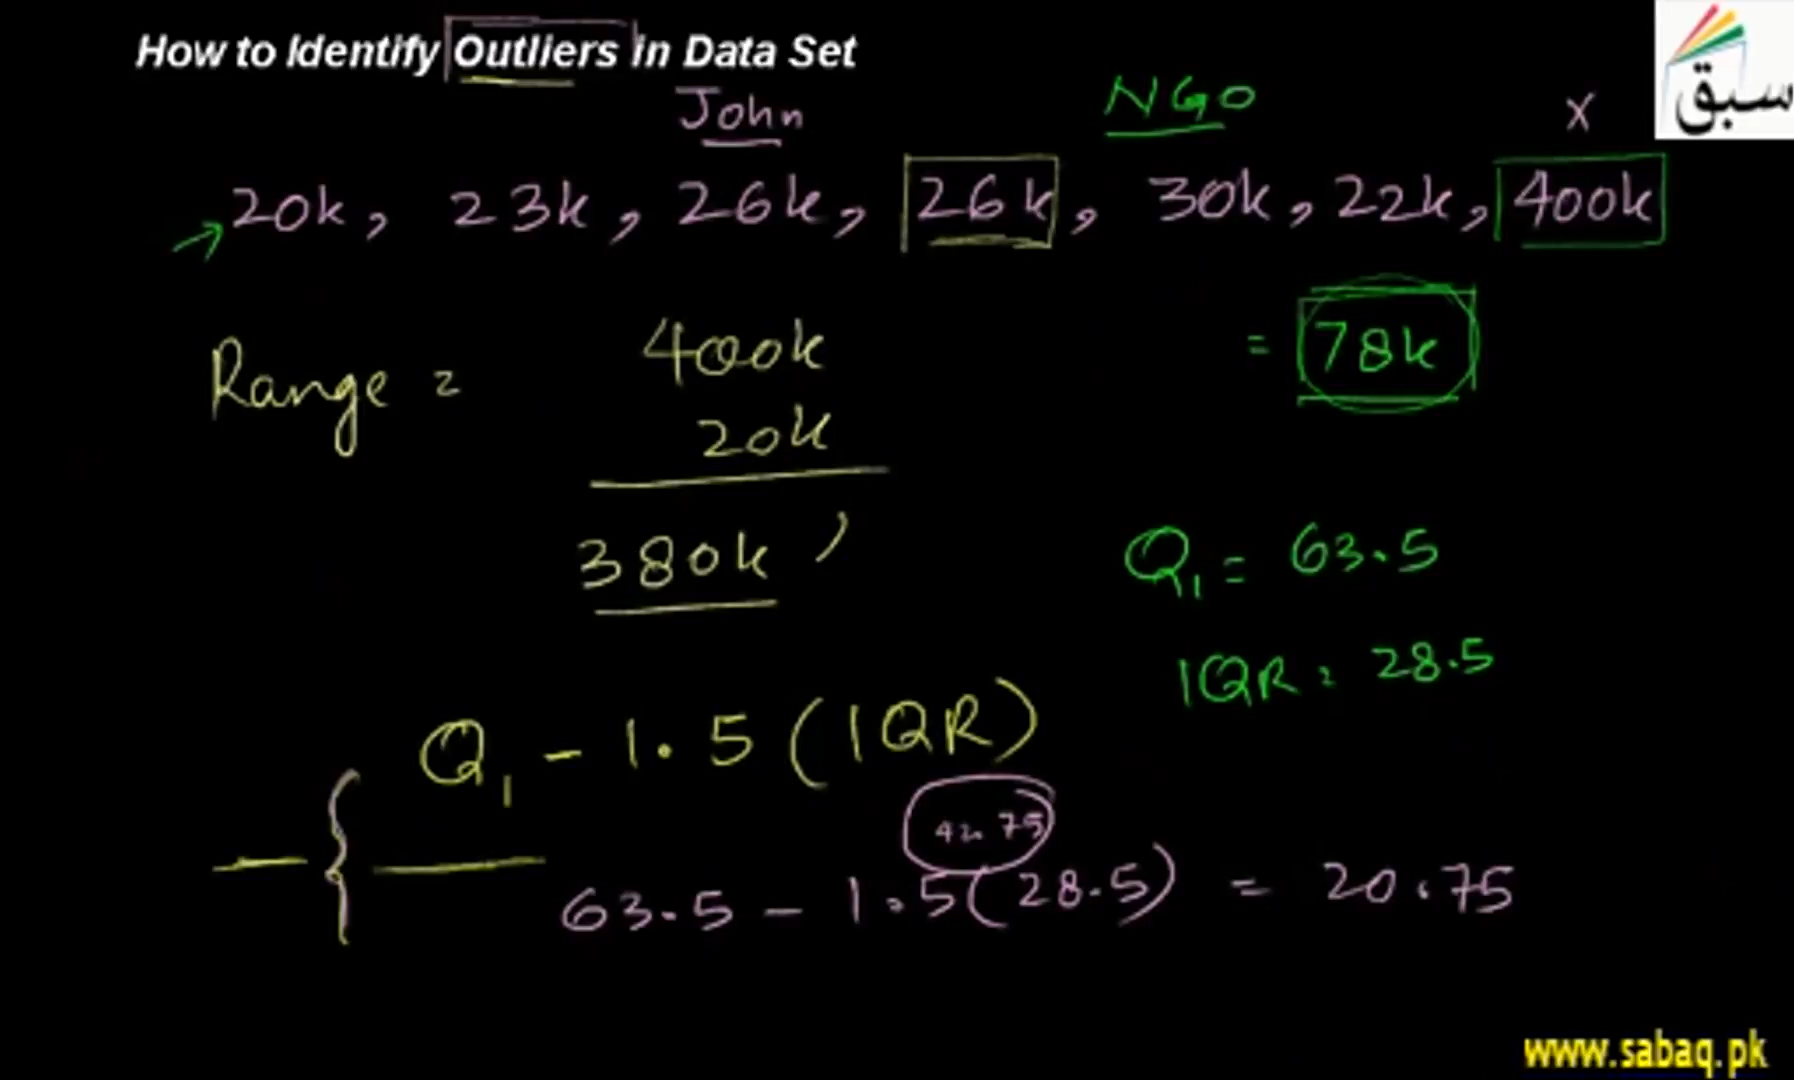 How to Identify Outliers in Data Set
سبق
John
NGO
X
20k, 23k, 26k, 26k, 30k, 22k, 400k
Range =
400k
20k
380k
= 78k
Q1 = 63.5
IQR = 28.5
Q1 - 1.5 (IQR)
42.75
63.5 - 1.5(28.5) = 20.75
www.sabaq.pk